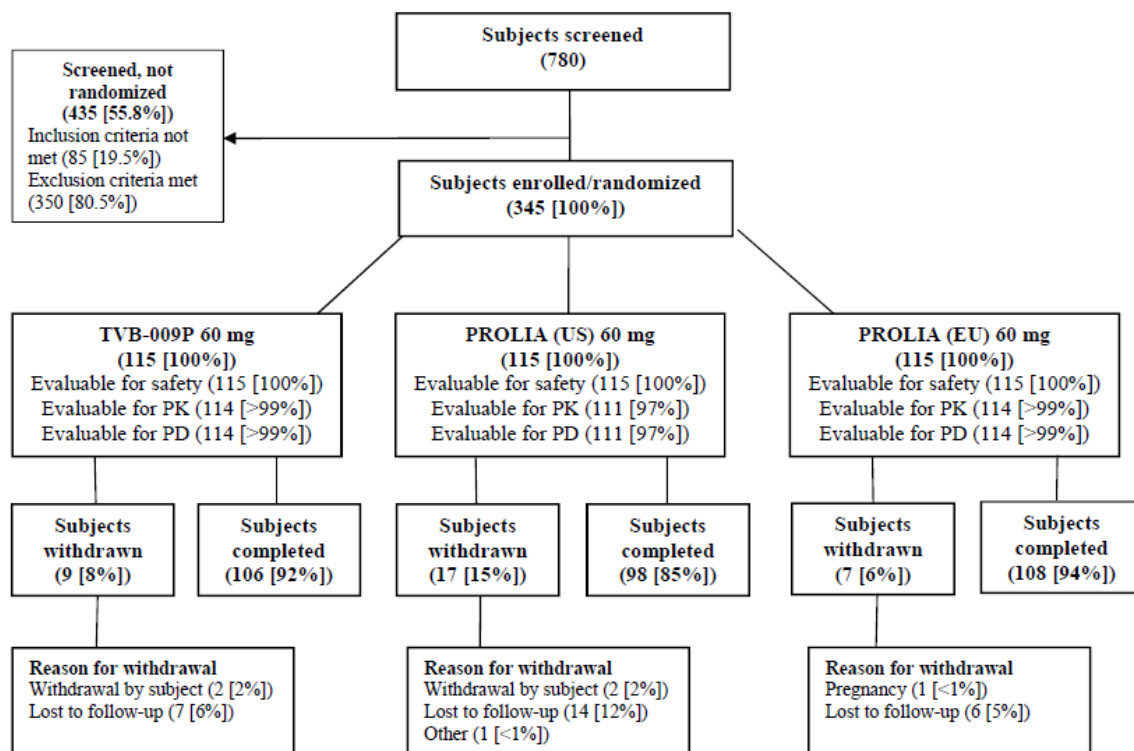 Subjects screened
(780)
Screened, not
randomized
(435 [55.8%])
Inclusion criteria not
met (85 [19.5%])
Exclusion criteria met
(350 [80.5%])
Subjects enrolled/randomized
(345 [100%])
TVB-009P 60 mg
(115 [100%])
Evaluable for safety (115 [100%])
Evaluable for PK (114 [>99%])
Evaluable for PD (114 [>99%])
PROLIA (US) 60 mg
(115 [100%])
Evaluable for safety (115 [100%])
Evaluable for PK (111 [97%])
Evaluable for PD (111 [97%])
PROLIA (EU) 60 mg
(115 [100%])
Evaluable for safety (115 [100%])
Evaluable for PK (114 [>99%])
Evaluable for PD (114 [>99%])
Subjects
withdrawn
(9 [8%])
Subjects
completed
(106 [92%])
Subjects
withdrawn
(17 [15%])
Subjects
completed
(98 [85%])
Subjects
withdrawn
(7 [6%])
Subjects
completed
(108 [94%])
Reason for withdrawal
Withdrawal by subject (2 [2%])
Lost to follow-up (7 [6%])
Reason for withdrawal
Withdrawal by subject (2 [2%])
Lost to follow-up (14 [12%])
Other (1 [<1%])
Reason for withdrawal
Pregnancy (1 [<1%])
Lost to follow-up (6 [5%])